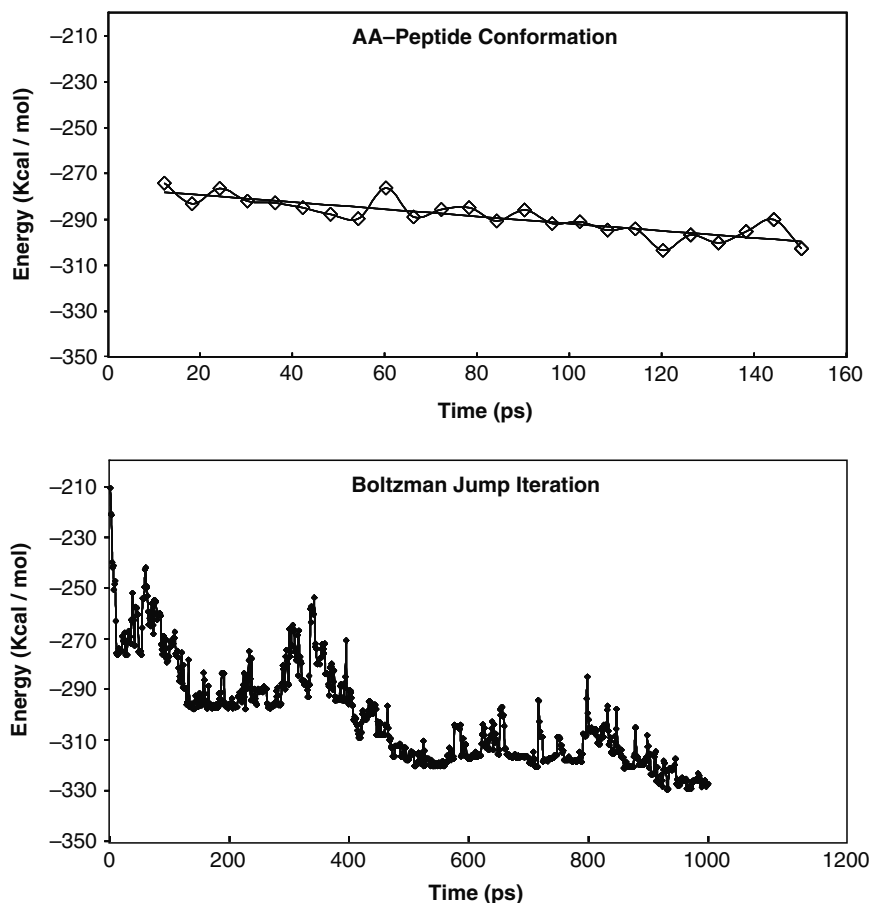 AA–Peptide Conformation
Energy (Kcal / mol)
–210
–230
–250
–270
–290
–310
–330
–350
0 20 40 60 80 100 120 140 160
Time (ps)
Boltzman Jump Iteration
Energy (Kcal / mol)
–210
–230
–250
–270
–290
–310
–330
–350
0 200 400 600 800 1000 1200
Time (ps)